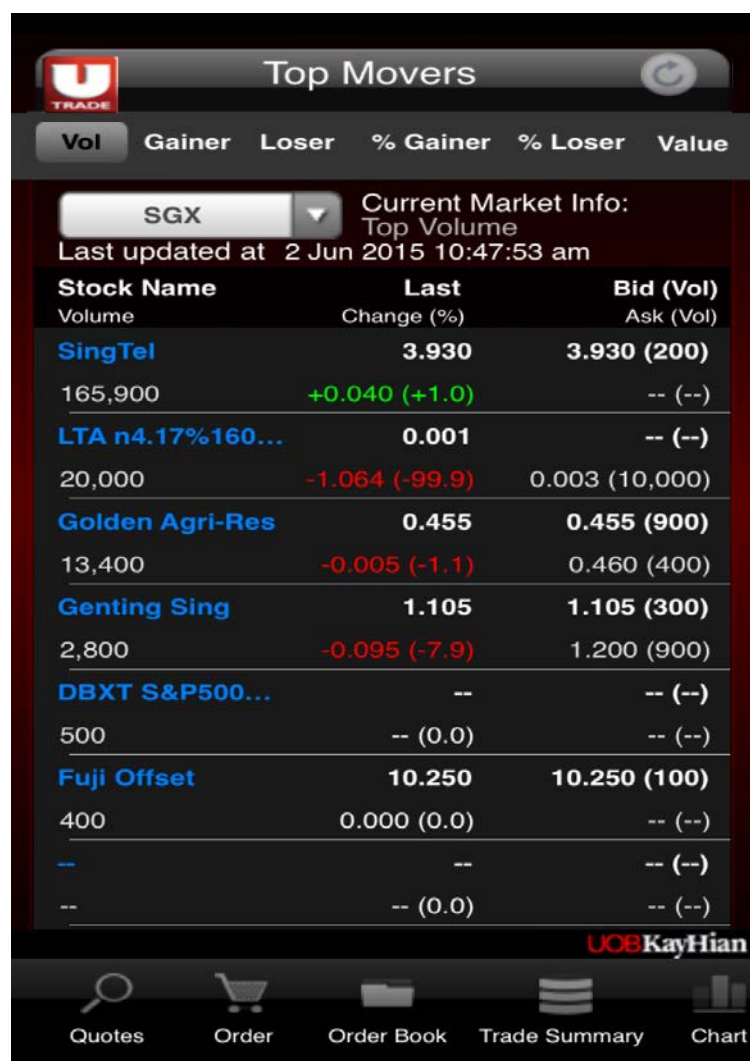 U
TRADE
Top Movers
Vol Gainer Loser % Gainer % Loser Value
SGX
Current Market Info:
Top Volume
Last updated at 2 Jun 2015 10:47:53 am
Stock Name Last Bid (Vol)
Volume Change (%) Ask (Vol)
SingTel 3.930 3.930 (200)
165,900 +0.040 (+1.0) -- (--)
LTA n4.17%160... 0.001 -- (--)
20,000 -1.064 (-99.9) 0.003 (10,000)
Golden Agri-Res 0.455 0.455 (900)
13,400 -0.005 (-1.1) 0.460 (400)
Genting Sing 1.105 1.105 (300)
2,800 -0.095 (-7.9) 1.200 (900)
DBXT S&P500... -- -- (--)
500 -- (0.0) -- (--)
Fuji Offset 10.250 10.250 (100)
400 0.000 (0.0) -- (--)
-- -- -- (--)
-- -- (0.0) -- (--)
UOBKayHian
Quotes Order Order Book Trade Summary Chart